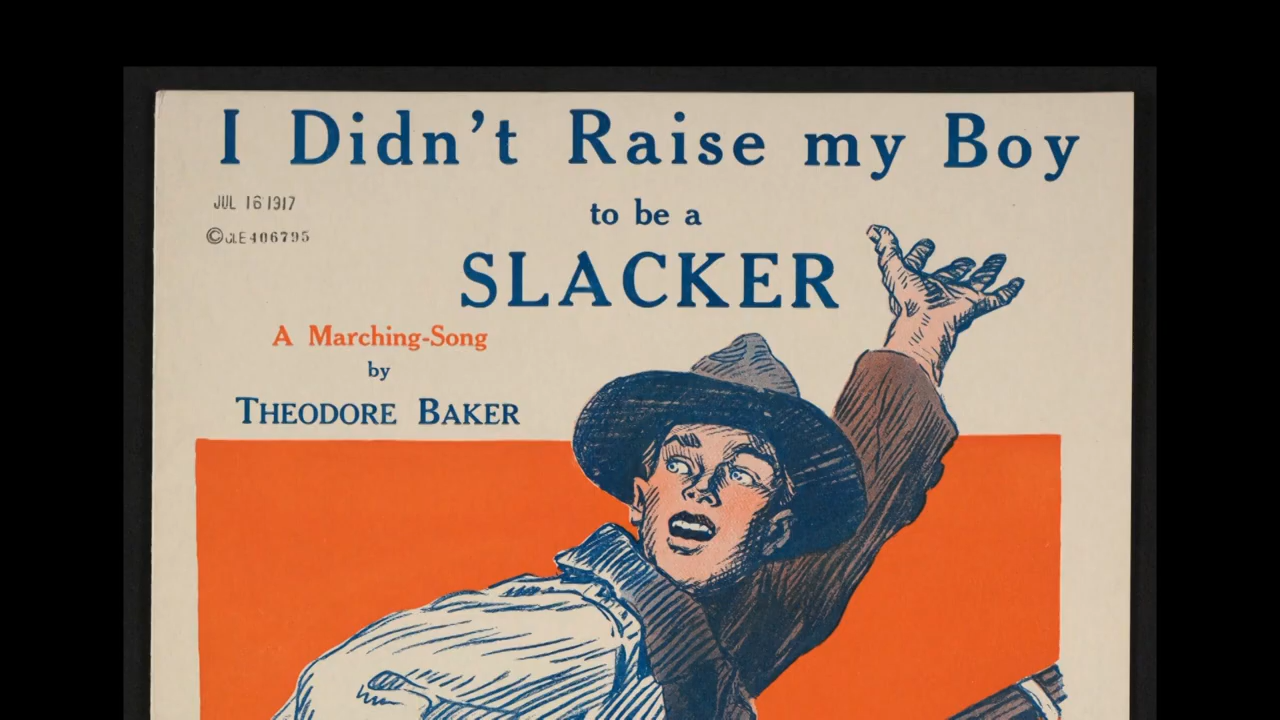 I Didn't Raise my Boy
JUL 16 1917
to be a
©CLE406795
SLACKER
A Marching-Song
by
THEODORE BAKER